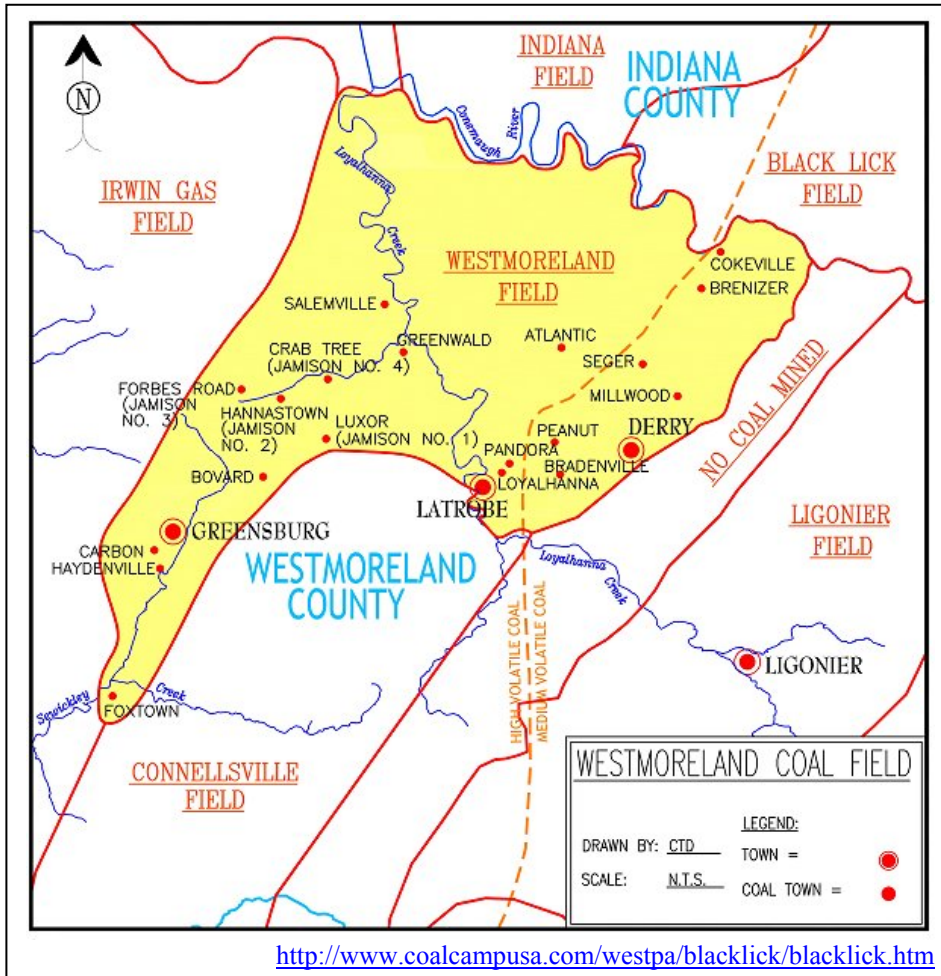 INDIANA
FIELD
INDIANA
COUNTY
N
Conemaugh
River
Loyalhanna
Creek
BLACK LICK
FIELD
IRWIN GAS
FIELD
WESTMORELAND
FIELD
COKEVILLE
BRENIZER
SALEMVILLE
ATLANTIC
GREENWALD
CRAB TREE
(JAMISON NO. 4)
SEGER
FORBES ROAD
(JAMISON
NO. 3)
HANNASTOWN
(JAMISON
NO. 2)
MILLWOOD
NO COAL MINED
LUXOR
(JAMISON NO. 1)
PEANUT
DERRY
PANDORA
BRADENVILLE
LOYALHANNA
BOVARD
LATROBE
LIGONIER
FIELD
GREENSBURG
CARBON
HAYDENVILLE
WESTMORELAND
COUNTY
Loyalhanna
Creek
HIGH VOLATILE COAL
MEDIUM VOLATILE COAL
LIGONIER
Sewickley
Creek
FOXTOWN
CONNELLSVILLE
FIELD
WESTMORELAND COAL FIELD
LEGEND:
DRAWN BY: CTD
TOWN =
SCALE: N.T.S.
COAL TOWN =
http://www.coalcampusa.com/westpa/blacklick/blacklick.htm